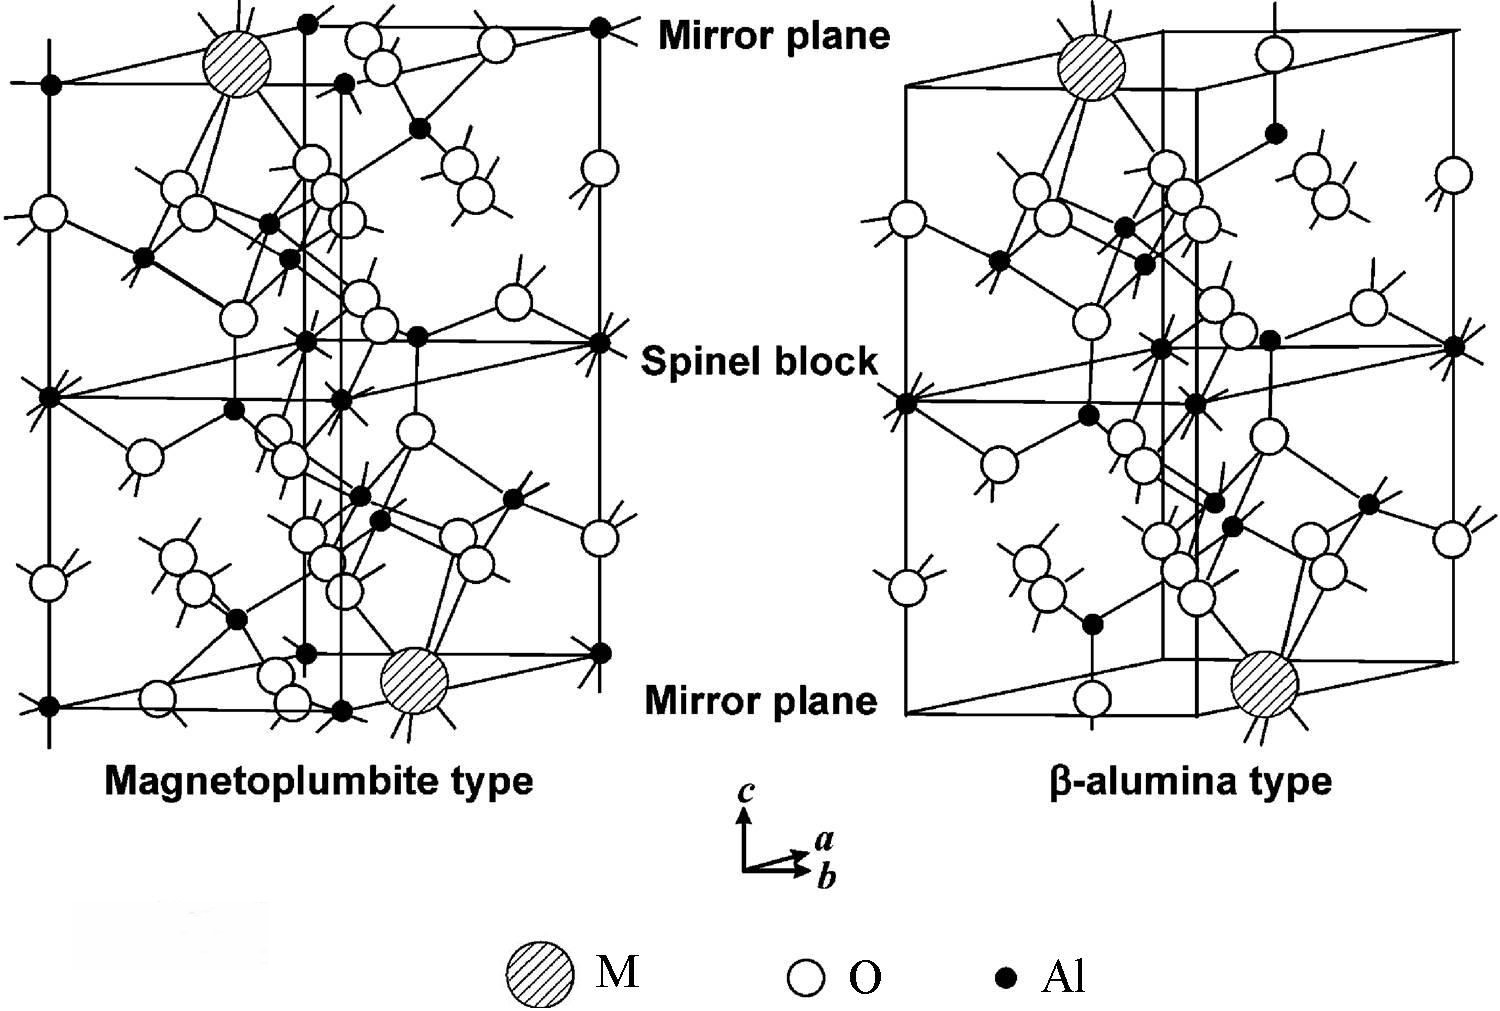 Mirror plane
Spinel block
Mirror plane
Magnetoplumbite type
β-alumina type
c
a
b
M
O
Al